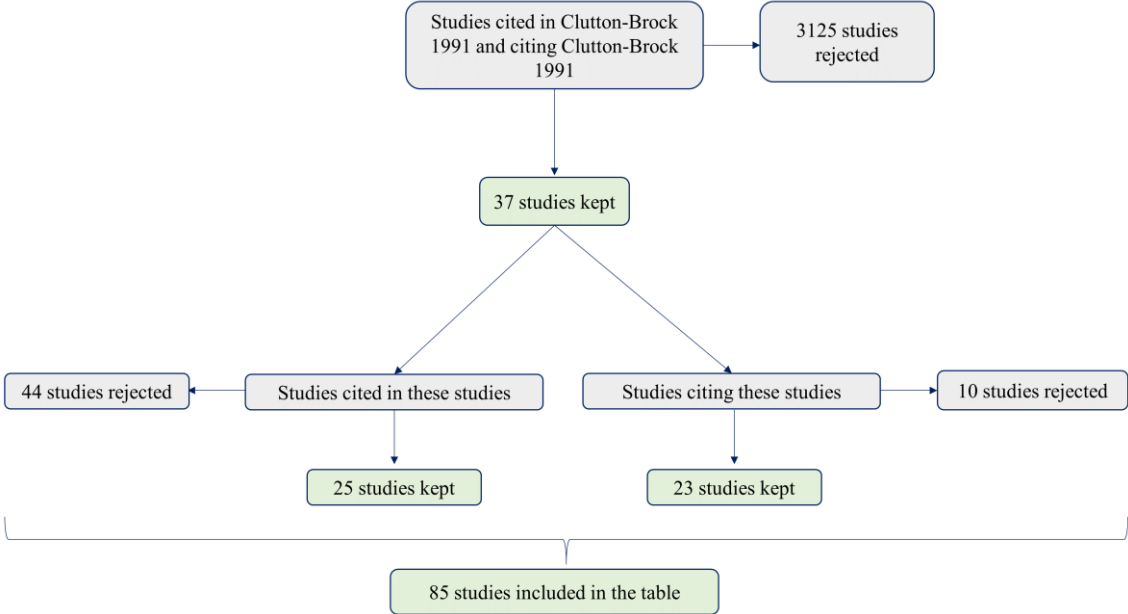 Studies cited in Clutton-Brock
1991 and citing Clutton-Brock
1991
3125 studies
rejected
37 studies kept
44 studies rejected
Studies cited in these studies
Studies citing these studies
10 studies rejected
25 studies kept
23 studies kept
85 studies included in the table